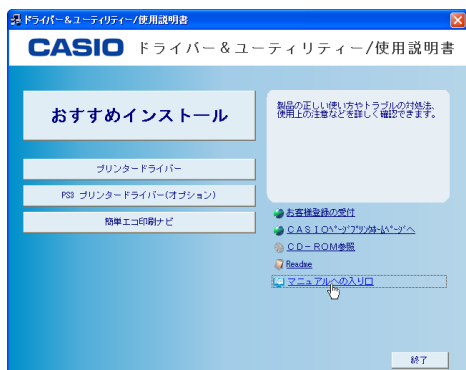 ドライバー&ユーティリティー/使用説明書
CASIO ドライバー&ユーティリティー/使用説明書
おすすめインストール
製品の正しい使い方やトラブルの対処法、
使用上の注意などを詳しく確認できます。
プリンタードライバー
PS3 プリンタードライバー(オプション)
簡単エコ印刷ナビ
お客様登録の受付
CASIOページプリンタホームページへ
CD-ROM参照
Readme
マニュアルへの入り口
終了